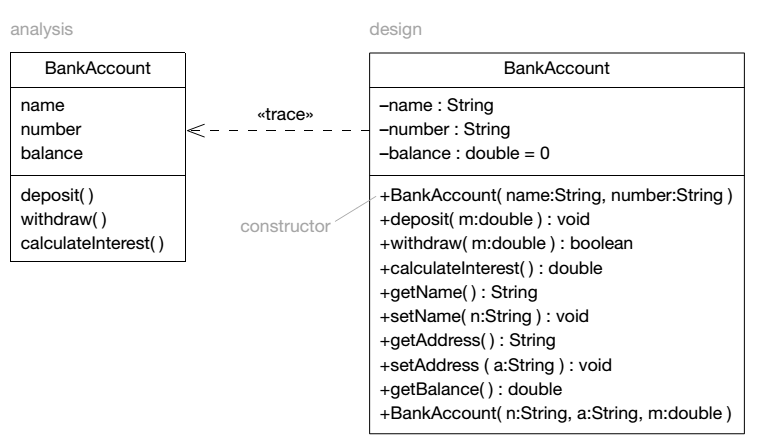 analysis
BankAccount
name
number
balance
deposit( )
withdraw( )
calculateInterest( )
«trace»
constructor
design
BankAccount
–name : String
–number : String
–balance : double = 0
+BankAccount( name:String, number:String )
+deposit( m:double ) : void
+withdraw( m:double ) : boolean
+calculateInterest( ) : double
+getName( ) : String
+setName( n:String ) : void
+getAddress( ) : String
+setAddress ( a:String ) : void
+getBalance( ) : double
+BankAccount( n:String, a:String, m:double )